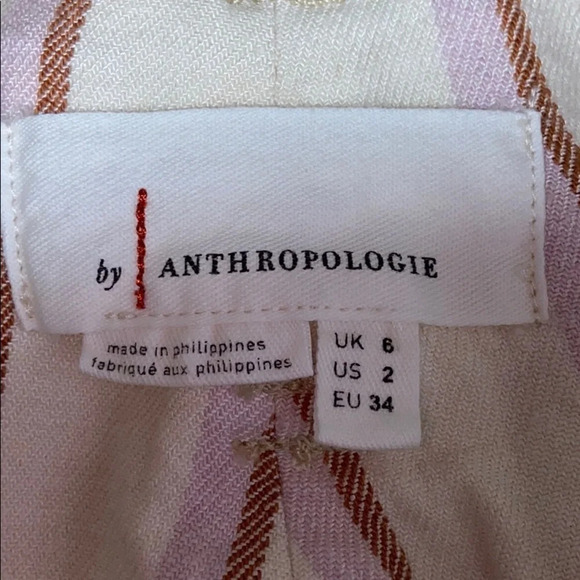 by ANTHROPOLOGIE
made in philippines
fabriqué aux philippines
UK 6
US 2
EU 34